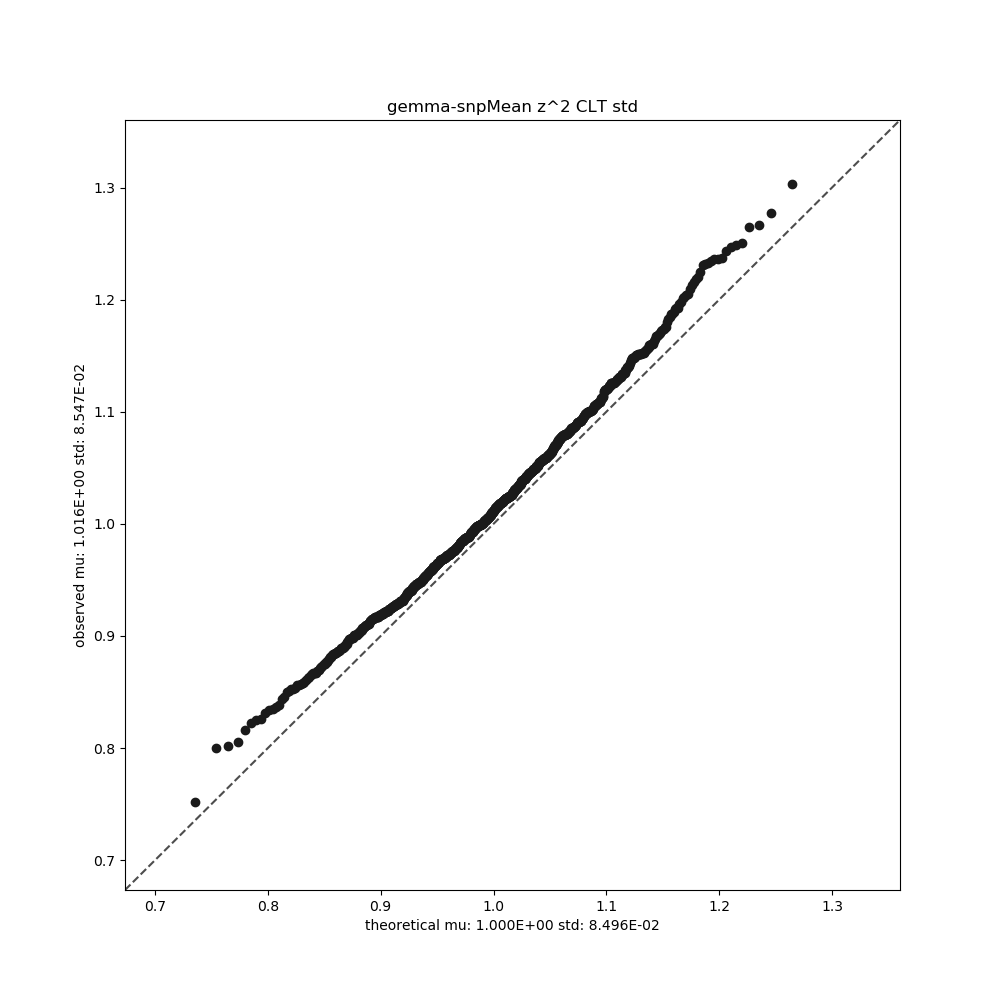 gemma-snpMean z^2 CLT std
observed mu: 1.016E+00 std: 8.547E-02
1.3
1.2
1.1
1.0
0.9
0.8
0.7
0.7 0.8 0.9 1.0 1.1 1.2 1.3
theoretical mu: 1.000E+00 std: 8.496E-02